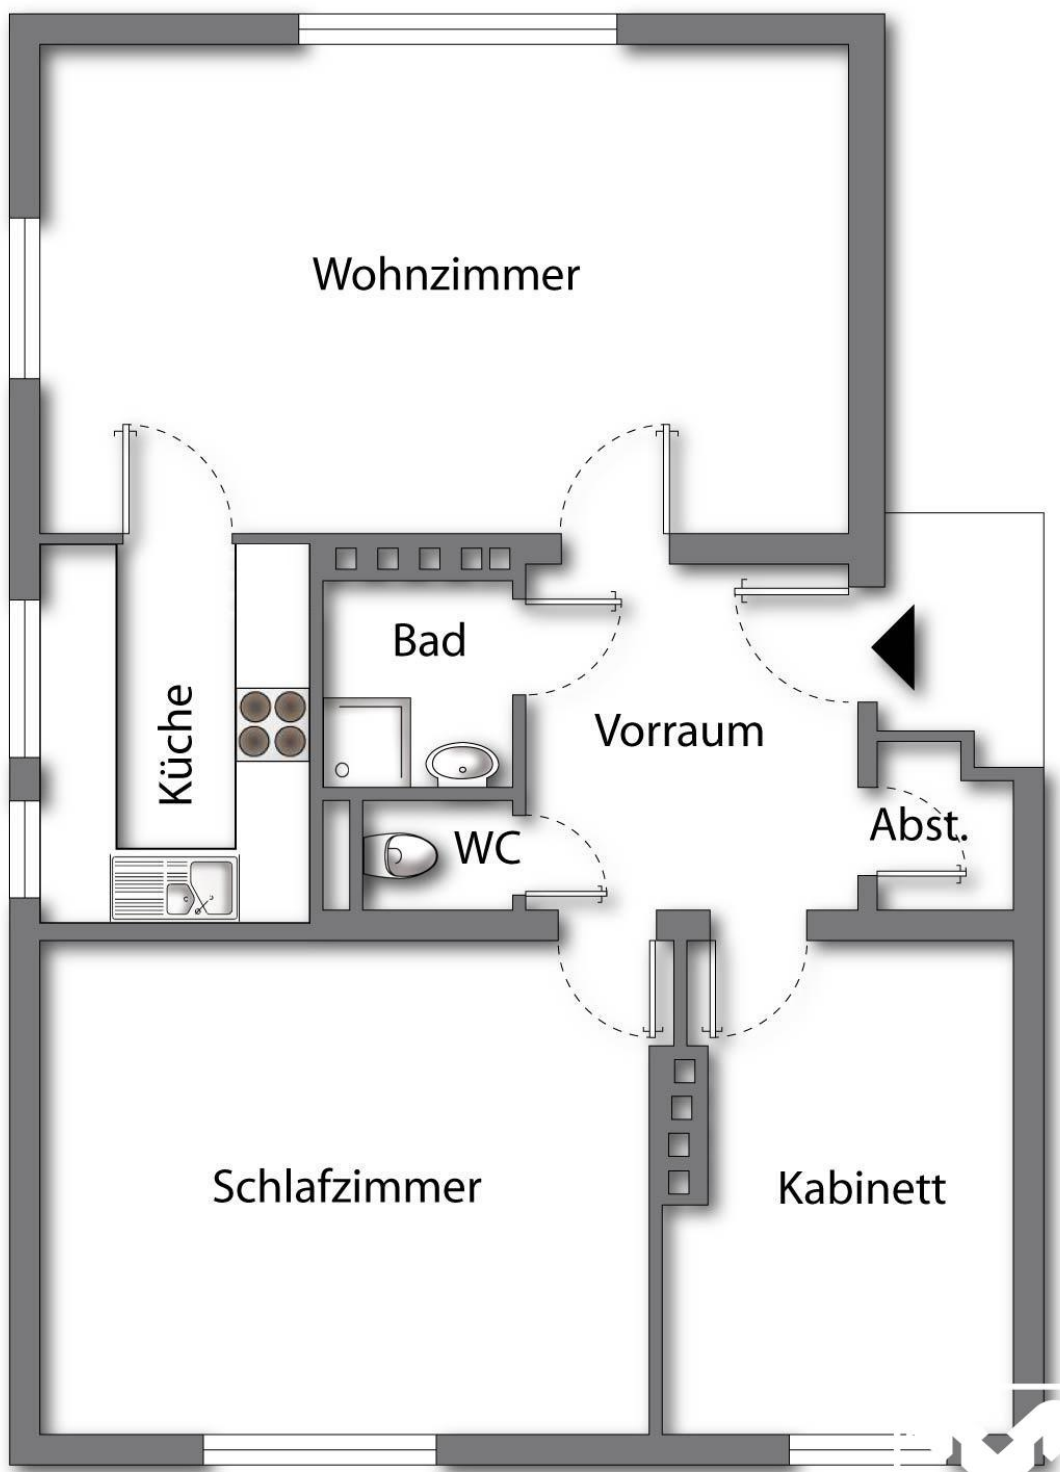 Wohnzimmer
Bad
Küche
Vorraum
WC
Abst.
Schlafzimmer
Kabinett